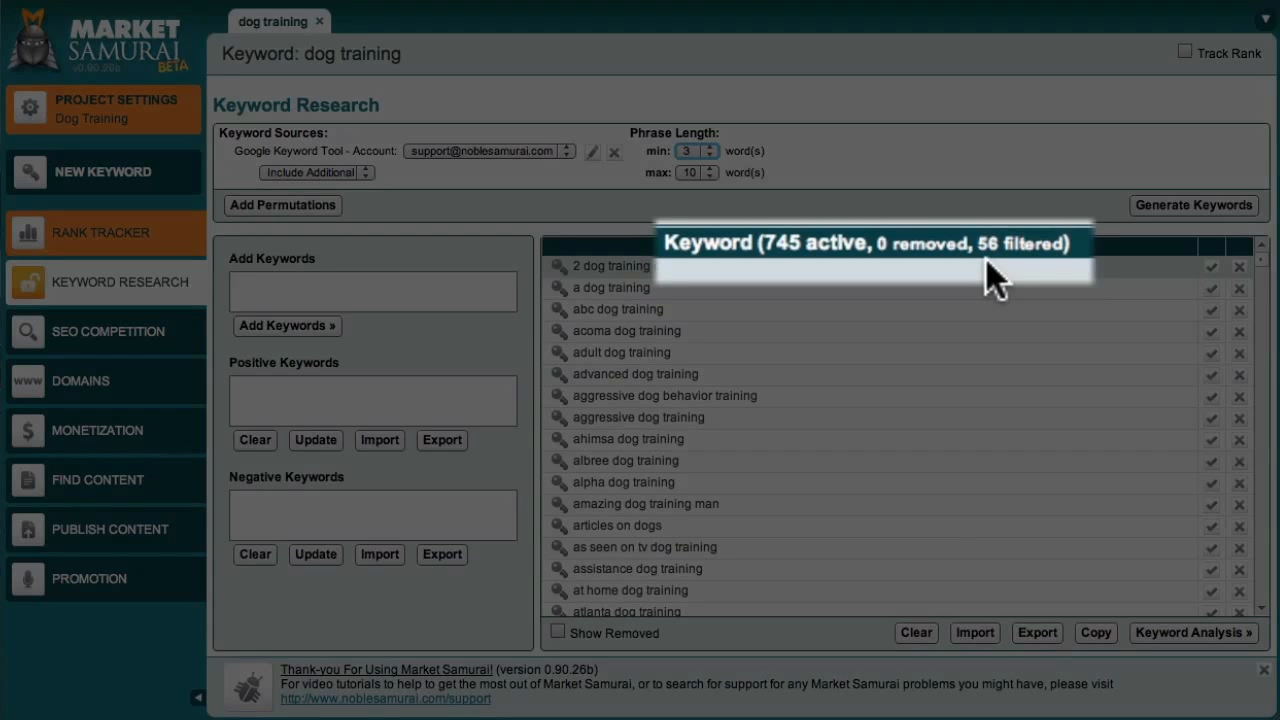 MARKET
SAMURAI
v0.90.26b BETA
dog training
Keyword: dog training
Track Rank
PROJECT SETTINGS
Dog Training
NEW KEYWORD
RANK TRACKER
KEYWORD RESEARCH
SEO COMPETITION
www DOMAINS
$ MONETIZATION
FIND CONTENT
PUBLISH CONTENT
PROMOTION
Keyword Research
Keyword Sources:
Google Keyword Tool - Account: support@noblesamurai.com
Include Additional
Phrase Length:
min: 3 word(s)
max: 10 word(s)
Add Permutations
Generate Keywords
Add Keywords
Add Keywords »
Positive Keywords
Clear Update Import Export
Negative Keywords
Clear Update Import Export
Keyword (745 active, 0 removed, 56 filtered)
2 dog training
a dog training
abc dog training
acoma dog training
adult dog training
advanced dog training
aggressive dog behavior training
aggressive dog training
ahimsa dog training
albree dog training
alpha dog training
amazing dog training man
articles on dogs
as seen on tv dog training
assistance dog training
at home dog training
atlanta dog training
Show Removed
Clear Import Export Copy Keyword Analysis »
Thank-you For Using Market Samurai! (version 0.90.26b)
For video tutorials to help to get the most out of Market Samurai, or to search for support for any Market Samurai problems you might have, please visit
http://www.noblesamurai.com/support